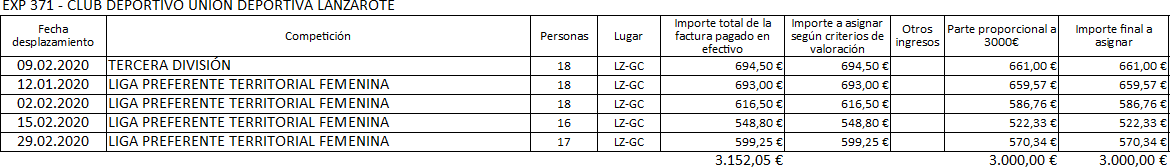 EXP 371 - CLUB DEPORTIVO UNION DEPORTIVA LANZAROTE
Fecha desplazamiento Competición Personas Lugar Importe total de la factura pagado en efectivo Importe a asignar según criterios de valoración Otros ingresos Parte proporcional a 3000€ Importe final a asignar
09.02.2020 TERCERA DIVISIÓN 18 LZ-GC 694,50 € 694,50 € 661,00 € 661,00 €
12.01.2020 LIGA PREFERENTE TERRITORIAL FEMENINA 18 LZ-GC 693,00 € 693,00 € 659,57 € 659,57 €
02.02.2020 LIGA PREFERENTE TERRITORIAL FEMENINA 18 LZ-GC 616,50 € 616,50 € 586,76 € 586,76 €
15.02.2020 LIGA PREFERENTE TERRITORIAL FEMENINA 16 LZ-GC 548,80 € 548,80 € 522,33 € 522,33 €
29.02.2020 LIGA PREFERENTE TERRITORIAL FEMENINA 17 LZ-GC 599,25 € 599,25 € 570,34 € 570,34 €
3.152,05 € 3.000,00 € 3.000,00 €